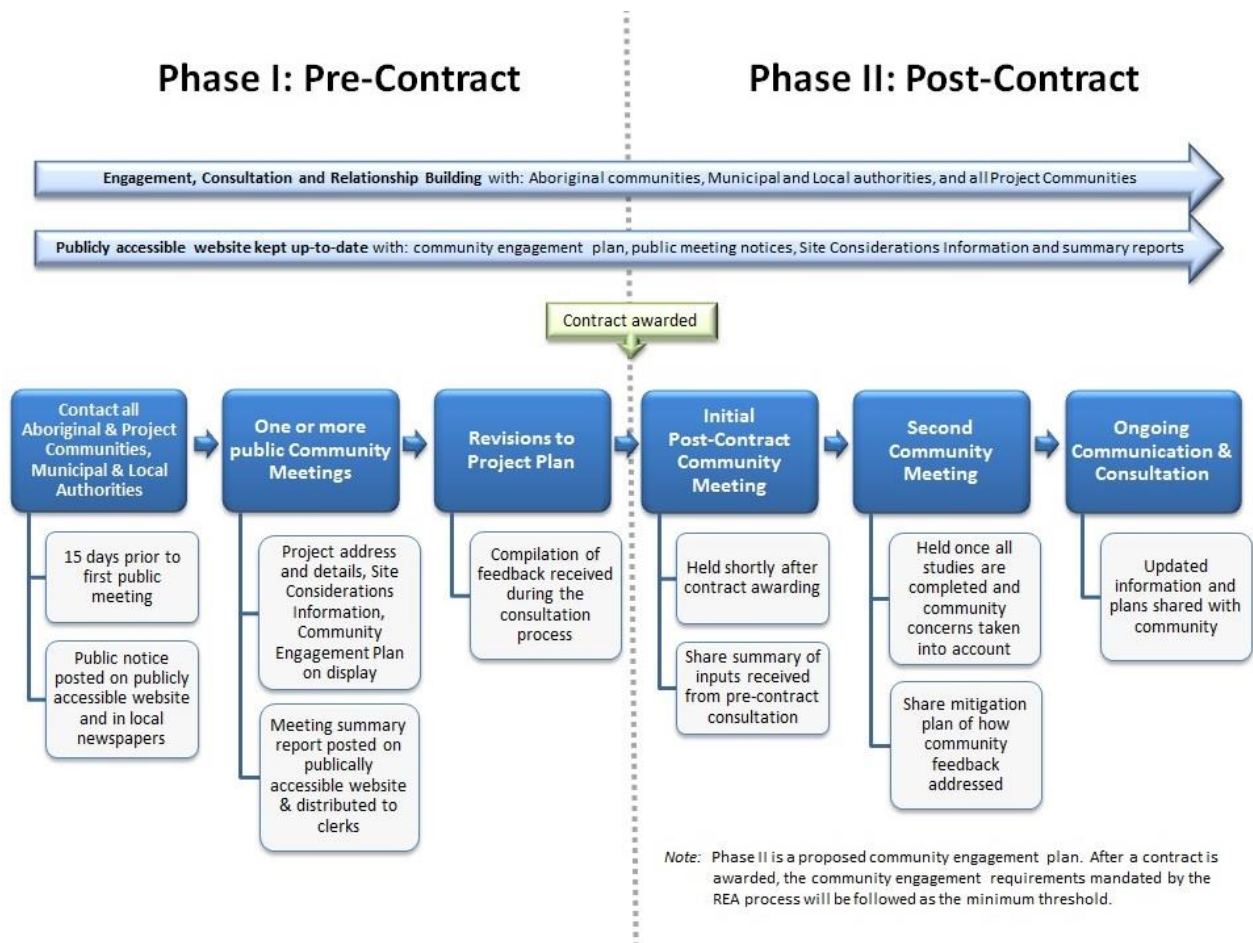 Phase I: Pre-Contract
Phase II: Post-Contract
Engagement, Consultation and Relationship Building with: Aboriginal communities, Municipal and Local authorities, and all Project Communities
Publicly accessible website kept up-to-date with: community engagement plan, public meeting notices, Site Considerations Information and summary reports
Contract awarded
Contact all
Aboriginal & Project
Communities,
Municipal & Local
Authorities
15 days prior to
first public
meeting
Public notice
posted on publicly
accessible website
and in local
newspapers
One or more
public Community
Meetings
Project address
and details, Site
Considerations
Information,
Community
Engagement Plan
on display
Meeting summary
report posted on
publically
accessible website
& distributed to
clerks
Revisions to
Project Plan
Compilation of
feedback received
during the
consultation
process
Initial
Post-Contract
Community
Meeting
Held shortly after
contract awarding
Share summary of
inputs received
from pre-contract
consultation
Second
Community
Meeting
Held once all
studies are
completed and
community
concerns taken
into account
Share mitigation
plan of how
community
feedback
addressed
Ongoing
Communication &
Consultation
Updated
information and
plans shared with
community
Note: Phase II is a proposed community engagement plan. After a contract is
awarded, the community engagement requirements mandated by the
REA process will be followed as the minimum threshold.